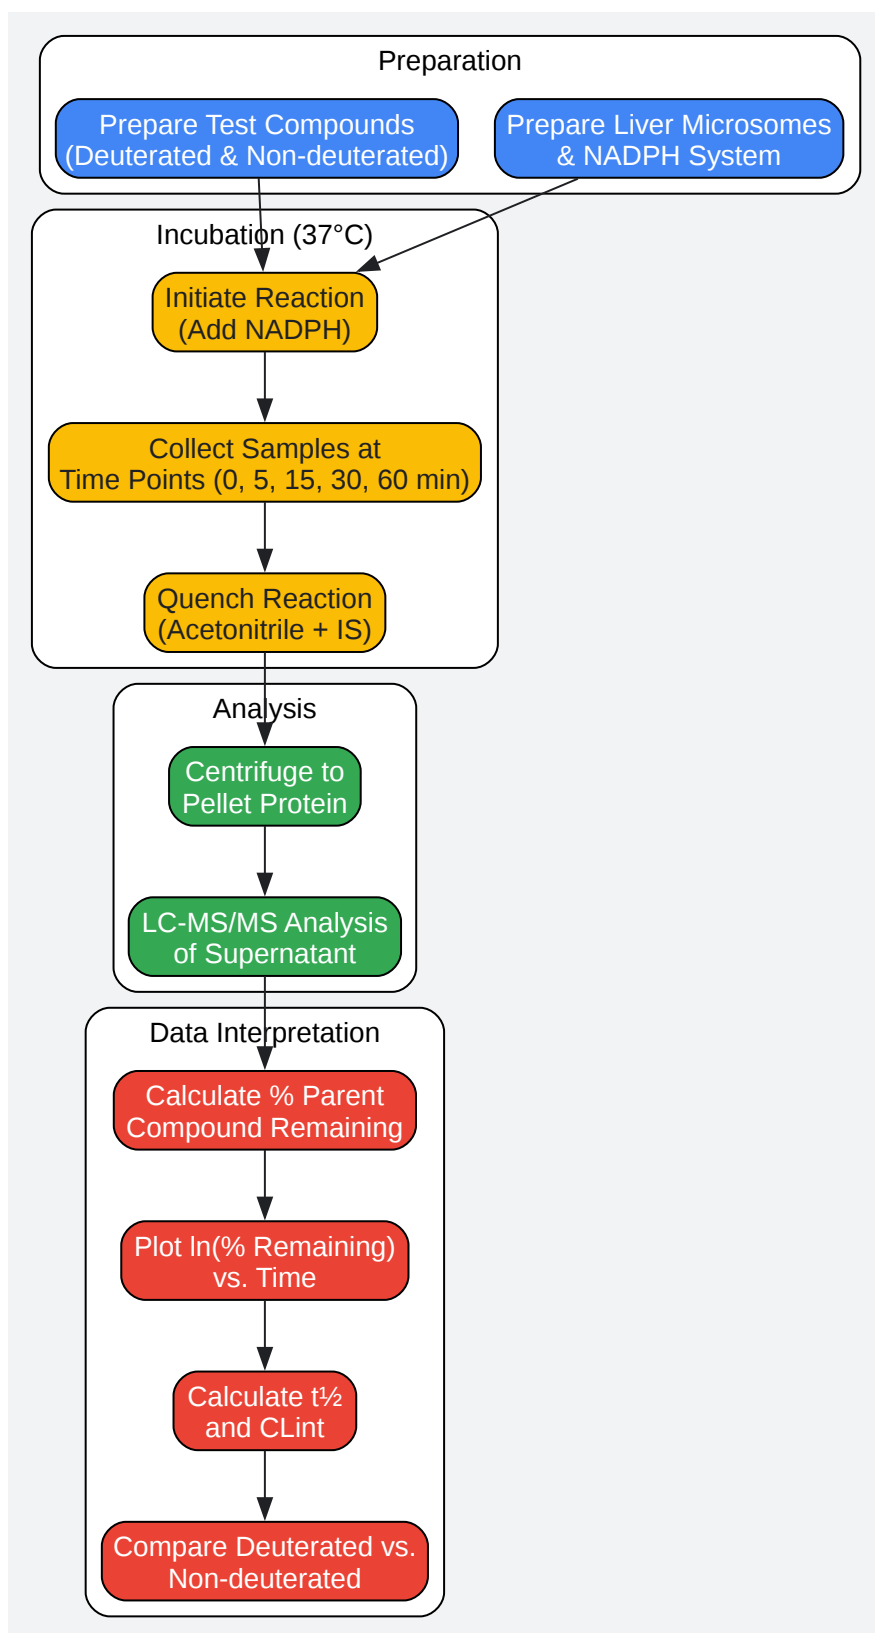 Preparation
Prepare Test Compounds
(Deuterated & Non-deuterated)
Prepare Liver Microsomes
& NADPH System
Incubation (37°C)
Initiate Reaction
(Add NADPH)
Collect Samples at
Time Points (0, 5, 15, 30, 60 min)
Quench Reaction
(Acetonitrile + IS)
Analysis
Centrifuge to
Pellet Protein
LC-MS/MS Analysis
of Supernatant
Data Interpretation
Calculate % Parent
Compound Remaining
Plot ln(% Remaining)
vs. Time
Calculate t½
and CLint
Compare Deuterated vs.
Non-deuterated